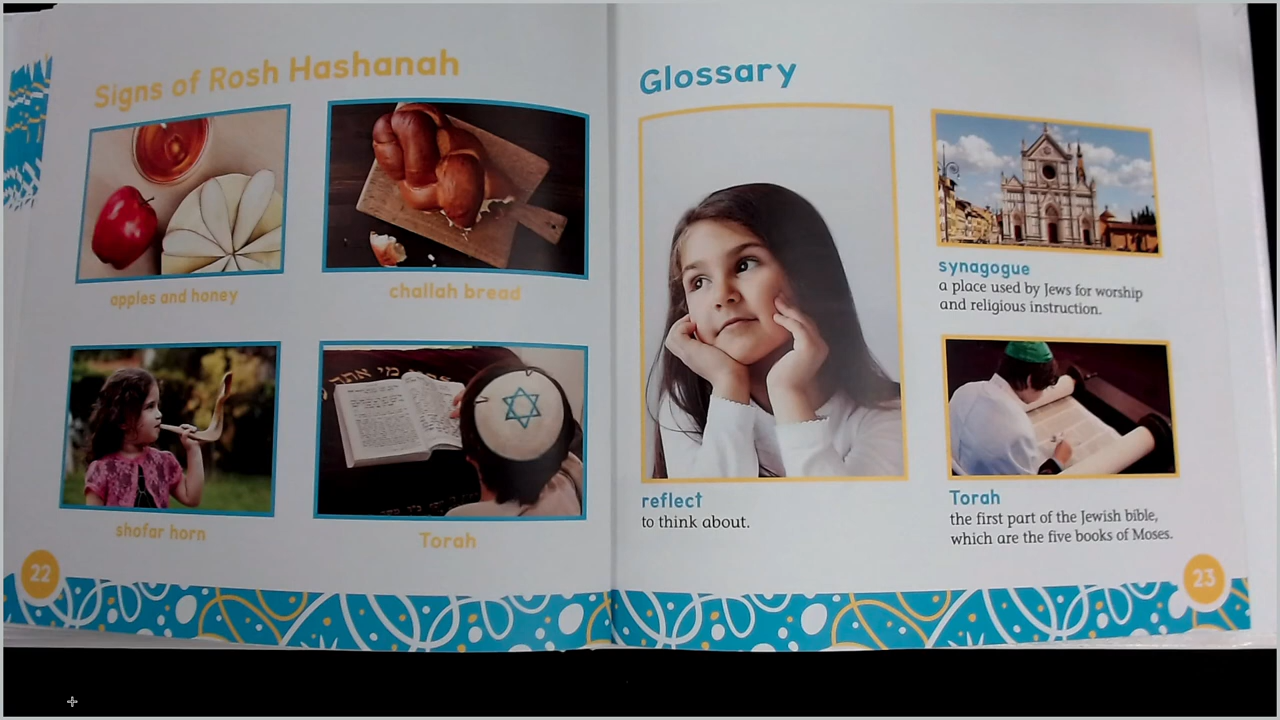 Signs of Rosh Hashanah
apples and honey
challah bread
shofar horn
Torah
22
Glossary
reflect
to think about.
synagogue
a place used by Jews for worship
and religious instruction.
Torah
the first part of the Jewish bible,
which are the five books of Moses.
23